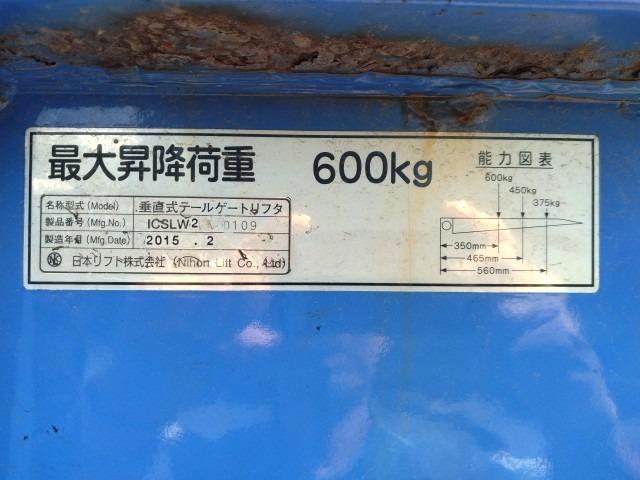 最大昇降荷重 600kg
名称型式(Model) 垂直式テールゲートリフタ
製品番号(Mfg.No.) ICSLW2 0109
製造年月(Mfg.Date) 2015 . 2
NK 日本リフト株式会社 (Nihon Lift Co., Ltd)
能力図表
600kg
450kg
375kg
350mm
465mm
560mm